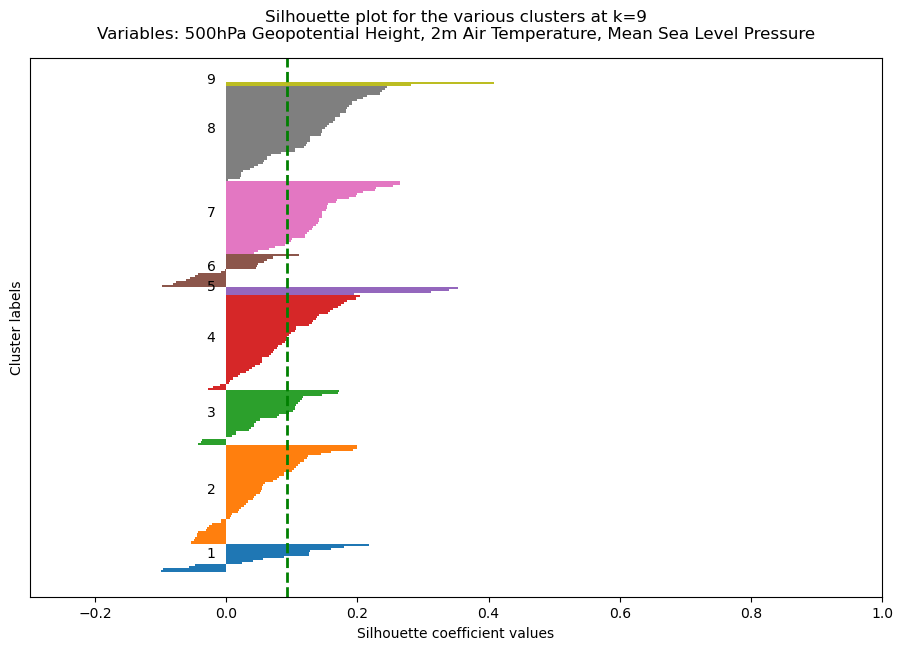 Silhouette plot for the various clusters at k=9
Variables: 500hPa Geopotential Height, 2m Air Temperature, Mean Sea Level Pressure
9
8
7
6
5
4
3
2
1
Cluster labels
−0.2 0.0 0.2 0.4 0.6 0.8 1.0
Silhouette coefficient values